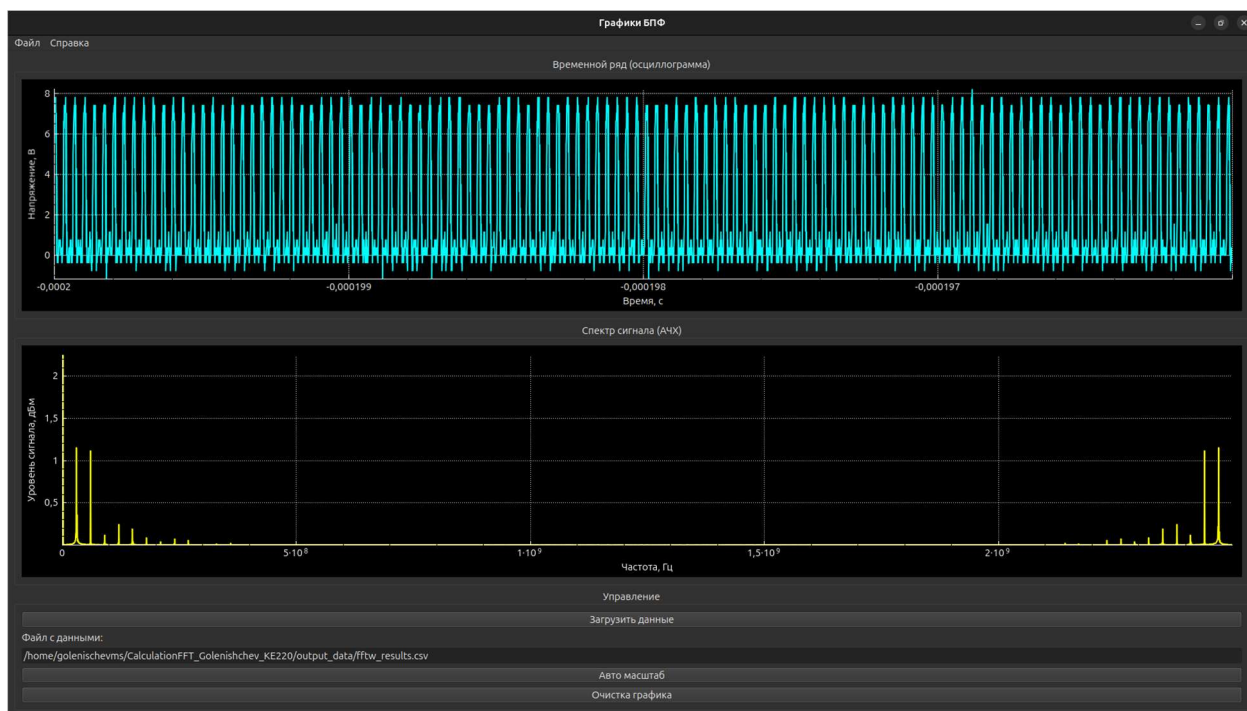 Графики БПФ
Файл Справка
Временной ряд (осциллограмма)
Напряжение, В
8
6
4
2
0
-0,0002 -0,000199 -0,000198 -0,000197
Время, с
Спектр сигнала (АЧХ)
Уровень сигнала, дБм
2
1,5
1
0,5
0 5·10⁸ 1·10⁹ 1,5·10⁹ 2·10⁹
Частота, Гц
Управление
Загрузить данные
Файл с данными:
/home/golenischevms/CalculationFFT_Golenishchev_KE220/output_data/fftw_results.csv
Авто масштаб
Очистка графика